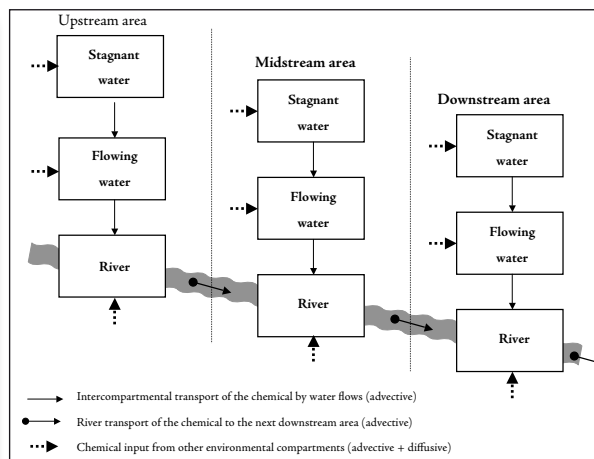 Upstream area
Stagnant
water
Flowing
water
River
Midstream area
Stagnant
water
Flowing
water
River
Downstream area
Stagnant
water
Flowing
water
River
Intercompartmental transport of the chemical by water flows (advective)
River transport of the chemical to the next downstream area (advective)
Chemical input from other environmental compartments (advective + diffusive)